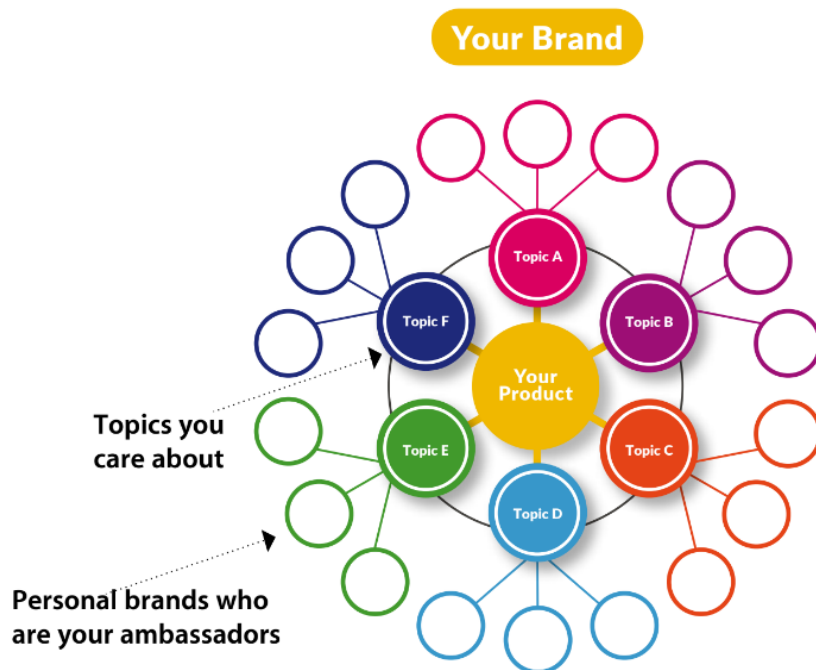 Your Brand
Topic A
Topic F
Topic B
Your
Product
Topics you
care about
Topic E
Topic C
Topic D
Personal brands who
are your ambassadors